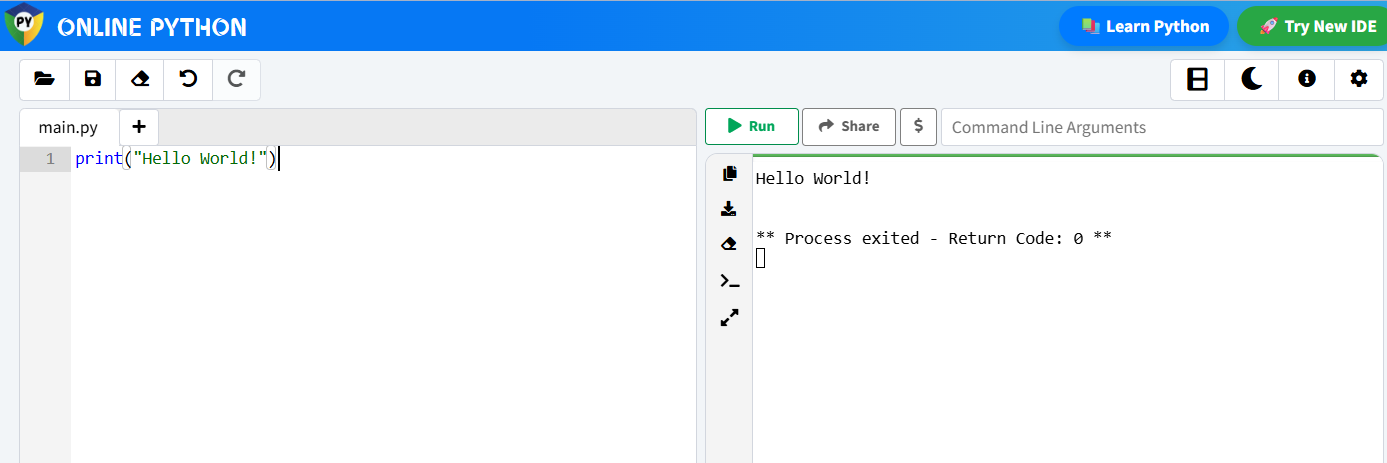 PY
ONLINE PYTHON
Learn Python
Try New IDE
main.py
+
Run
Share
$
Command Line Arguments
1
print("Hello World!")
Hello World!
** Process exited - Return Code: 0 **